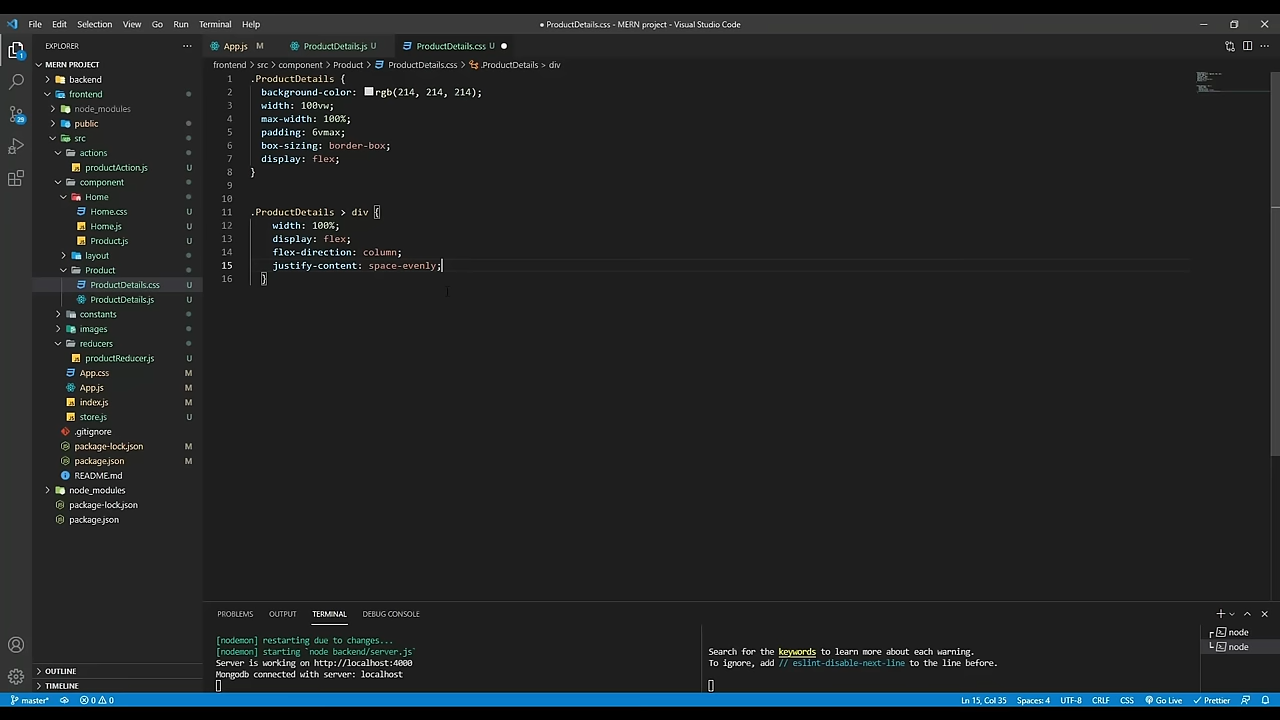 File Edit Selection View Go Run Terminal Help
● ProductDetails.css - MERN project - Visual Studio Code
EXPLORER
MERN PROJECT
backend
frontend
node_modules
public
src
actions
productAction.js U
component
Home
Home.css U
Home.js U
Product.js U
layout
Product
ProductDetails.css U
ProductDetails.js U
constants
images
reducers
productReducer.js U
App.css M
App.js M
index.js M
store.js U
.gitignore
package-lock.json M
package.json M
README.md
node_modules
package-lock.json
package.json
OUTLINE
TIMELINE
App.js M ProductDetails.js U ProductDetails.css U
frontend > src > component > Product > ProductDetails.css > .ProductDetails > div
1 .ProductDetails {
2 background-color: rgb(214, 214, 214);
3 width: 100vw;
4 max-width: 100%;
5 padding: 6vmax;
6 box-sizing: border-box;
7 display: flex;
8 }
9
10
11 .ProductDetails > div {
12 width: 100%;
13 display: flex;
14 flex-direction: column;
15 justify-content: space-evenly;
16 }
PROBLEMS OUTPUT TERMINAL DEBUG CONSOLE
[nodemon] restarting due to changes...
[nodemon] starting `node backend/server.js`
Server is working on http://localhost:4000
Mongodb connected with server: localhost
Search for the keywords to learn more about each warning.
To ignore, add // eslint-disable-next-line to the line before.
node
node
1
29
master* 0 0 Ln 15, Col 35 Spaces: 4 UTF-8 CRLF CSS Go Live Prettier